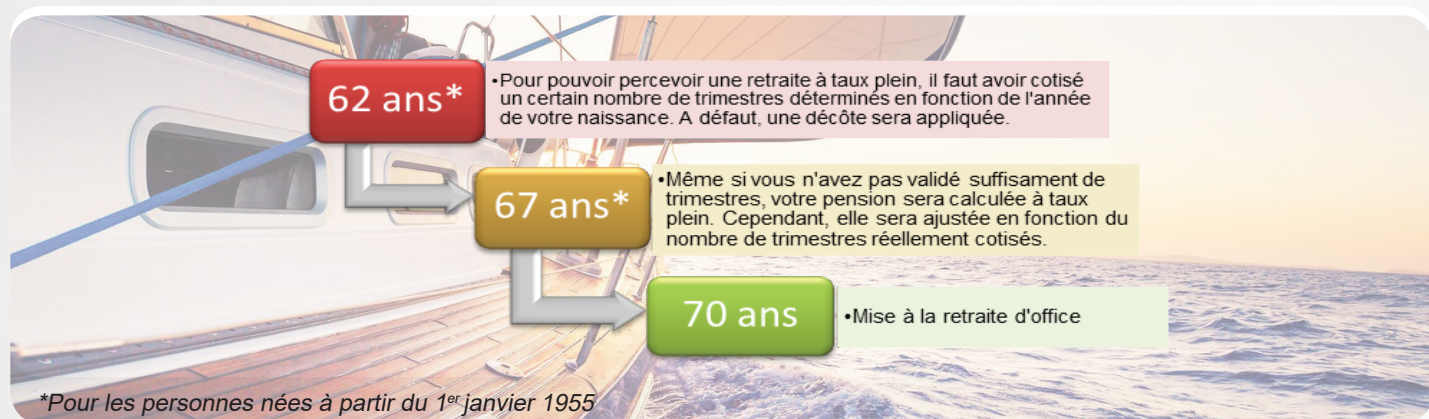 62 ans*
•Pour pouvoir percevoir une retraite à taux plein, il faut avoir cotisé
un certain nombre de trimestres déterminés en fonction de l'année
de votre naissance. A défaut, une décôte sera appliquée.
67 ans*
•Même si vous n'avez pas validé suffisament de
trimestres, votre pension sera calculée à taux
plein. Cependant, elle sera ajustée en fonction du
nombre de trimestres réellement cotisés.
70 ans
•Mise à la retraite d'office
*Pour les personnes nées à partir du 1er janvier 1955